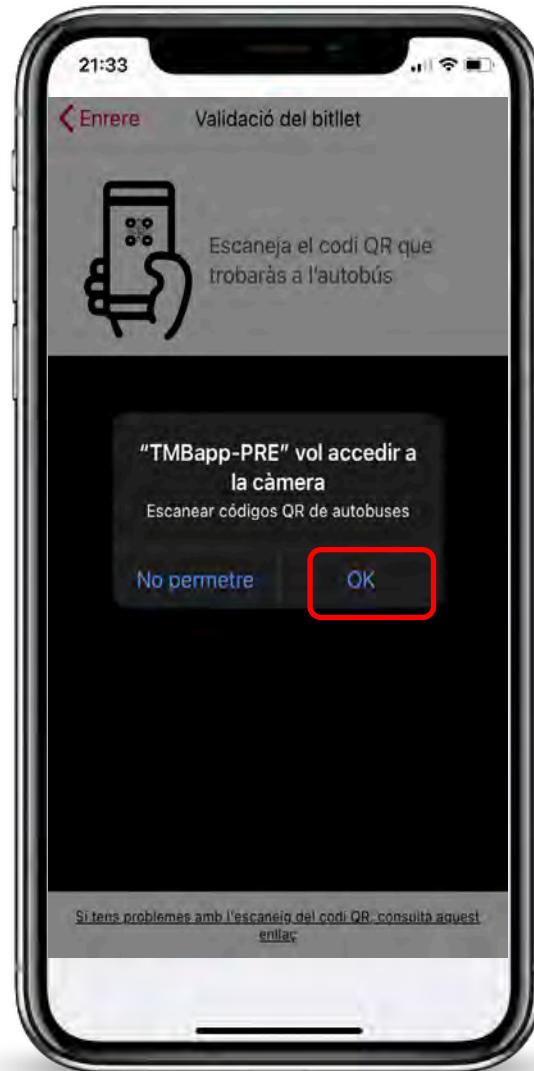 21:33
Enrere
Validació del bitllet
Escaneja el codi QR que
trobaràs a l'autobús
“TMBapp-PRE” vol accedir a
la càmera
Escanear códigos QR de autobuses
No permetre
OK
Si tens problemes amb l'escaneig del codi QR, consulta aquest
enllaç